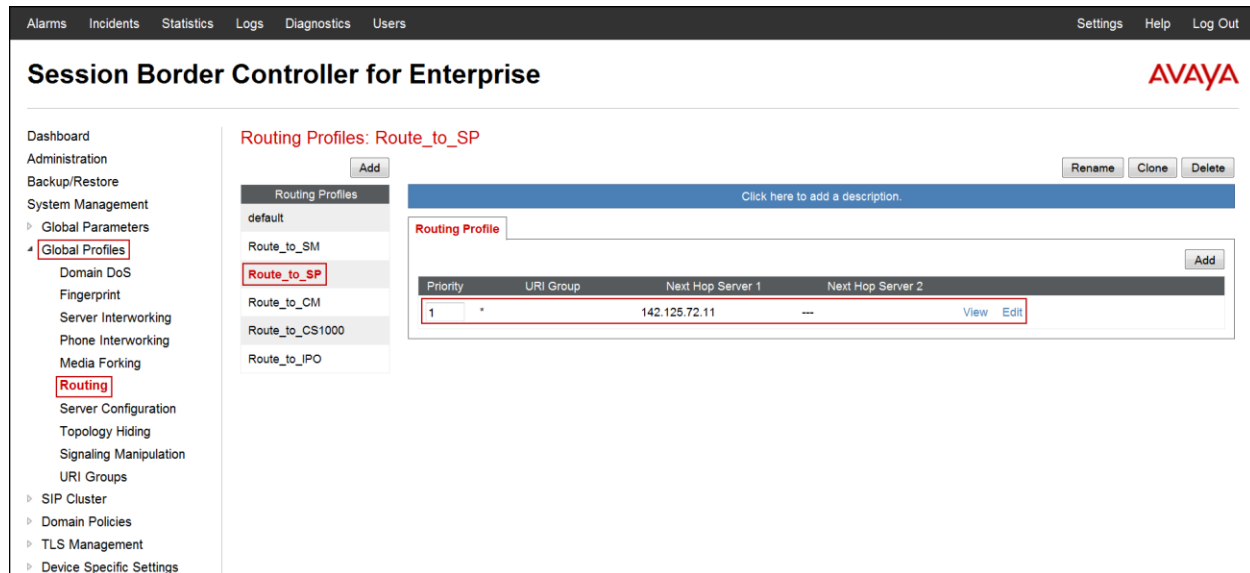 Alarms Incidents Statistics Logs Diagnostics Users Settings Help Log Out
Session Border Controller for Enterprise
AVAYA
Dashboard
Administration
Backup/Restore
System Management
Global Parameters
Global Profiles
Domain DoS
Fingerprint
Server Interworking
Phone Interworking
Media Forking
Routing
Server Configuration
Topology Hiding
Signaling Manipulation
URI Groups
SIP Cluster
Domain Policies
TLS Management
Device Specific Settings
Routing Profiles: Route_to_SP
Add
Rename Clone Delete
Routing Profiles
default
Route_to_SM
Route_to_SP
Route_to_CM
Route_to_CS1000
Route_to_IPO
Click here to add a description.
Routing Profile
Add
Priority URI Group Next Hop Server 1 Next Hop Server 2
1 * 142.125.72.11 --- View Edit